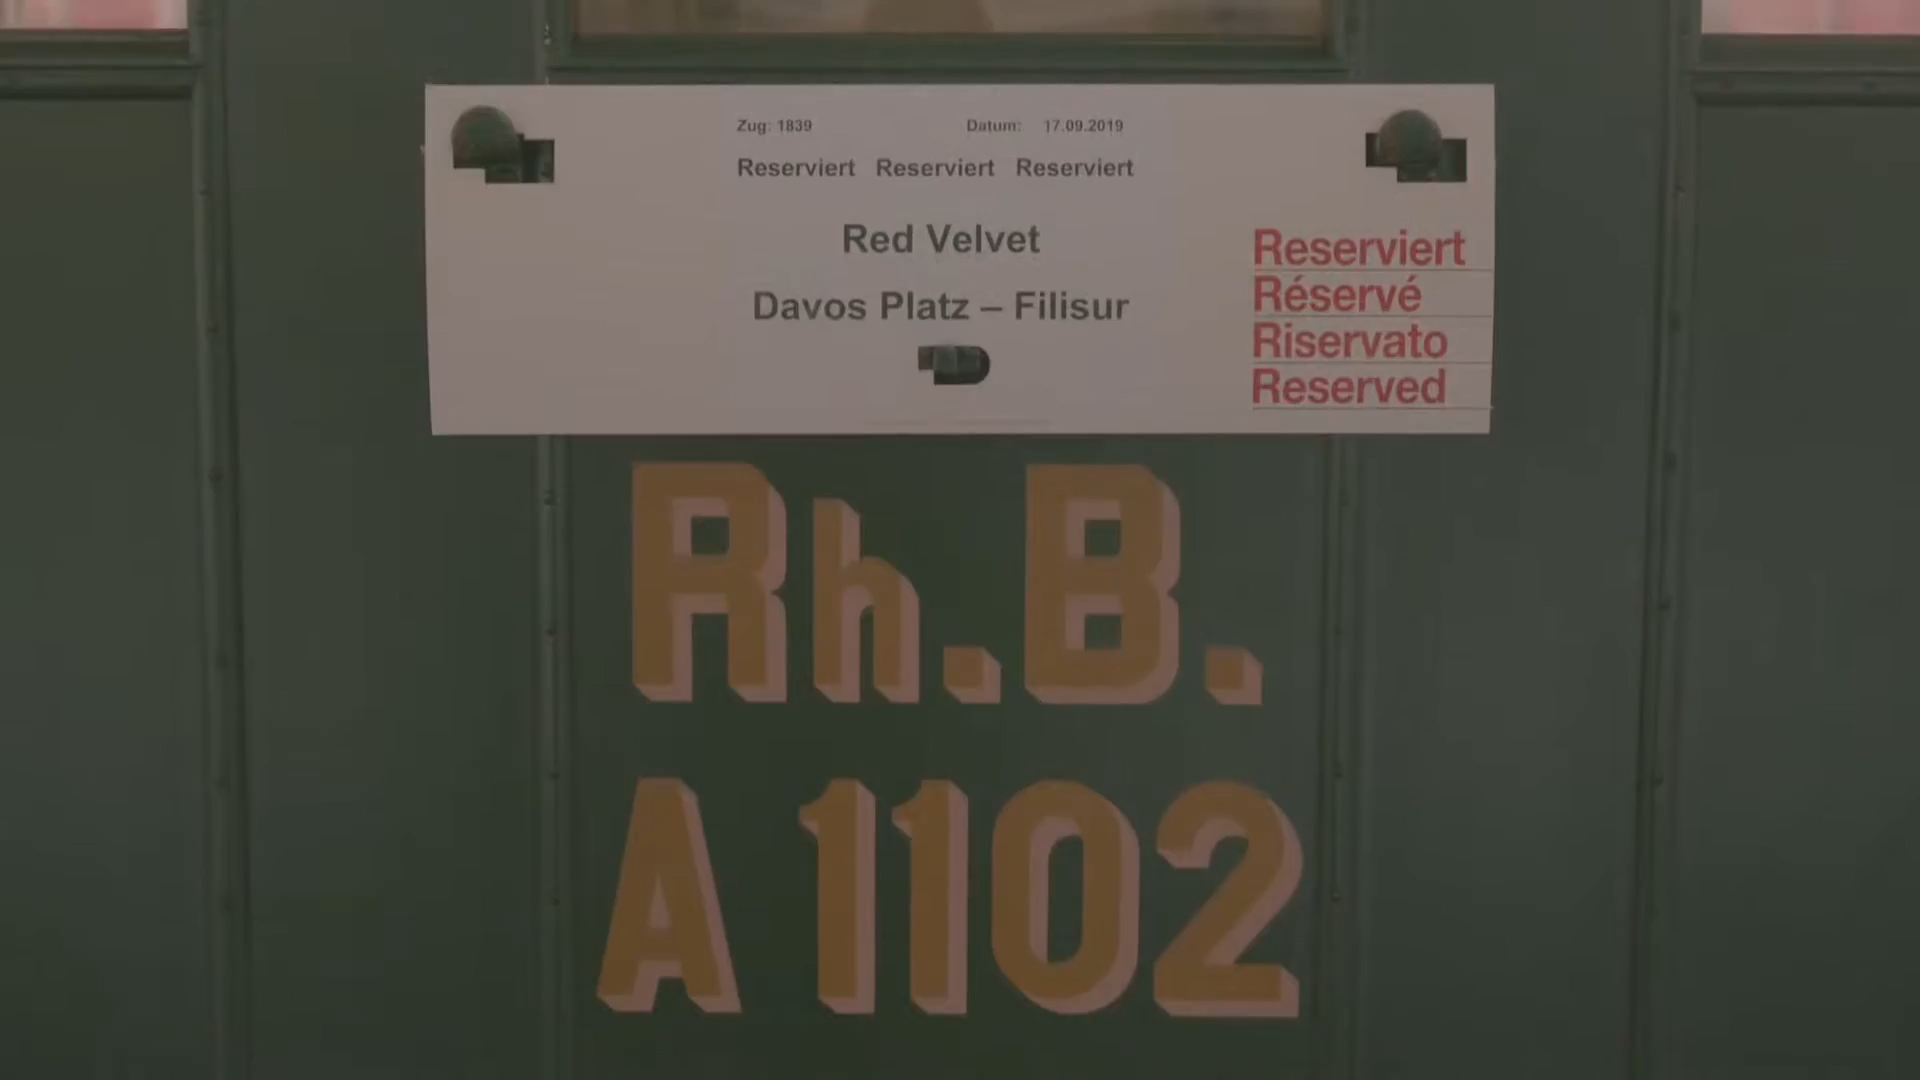 Zug: 1839 Datum: 17.09.2019
Reserviert Reserviert Reserviert
Red Velvet
Davos Platz – Filisur
Reserviert
Réservé
Riservato
Reserved
Rh.B.
A 1102